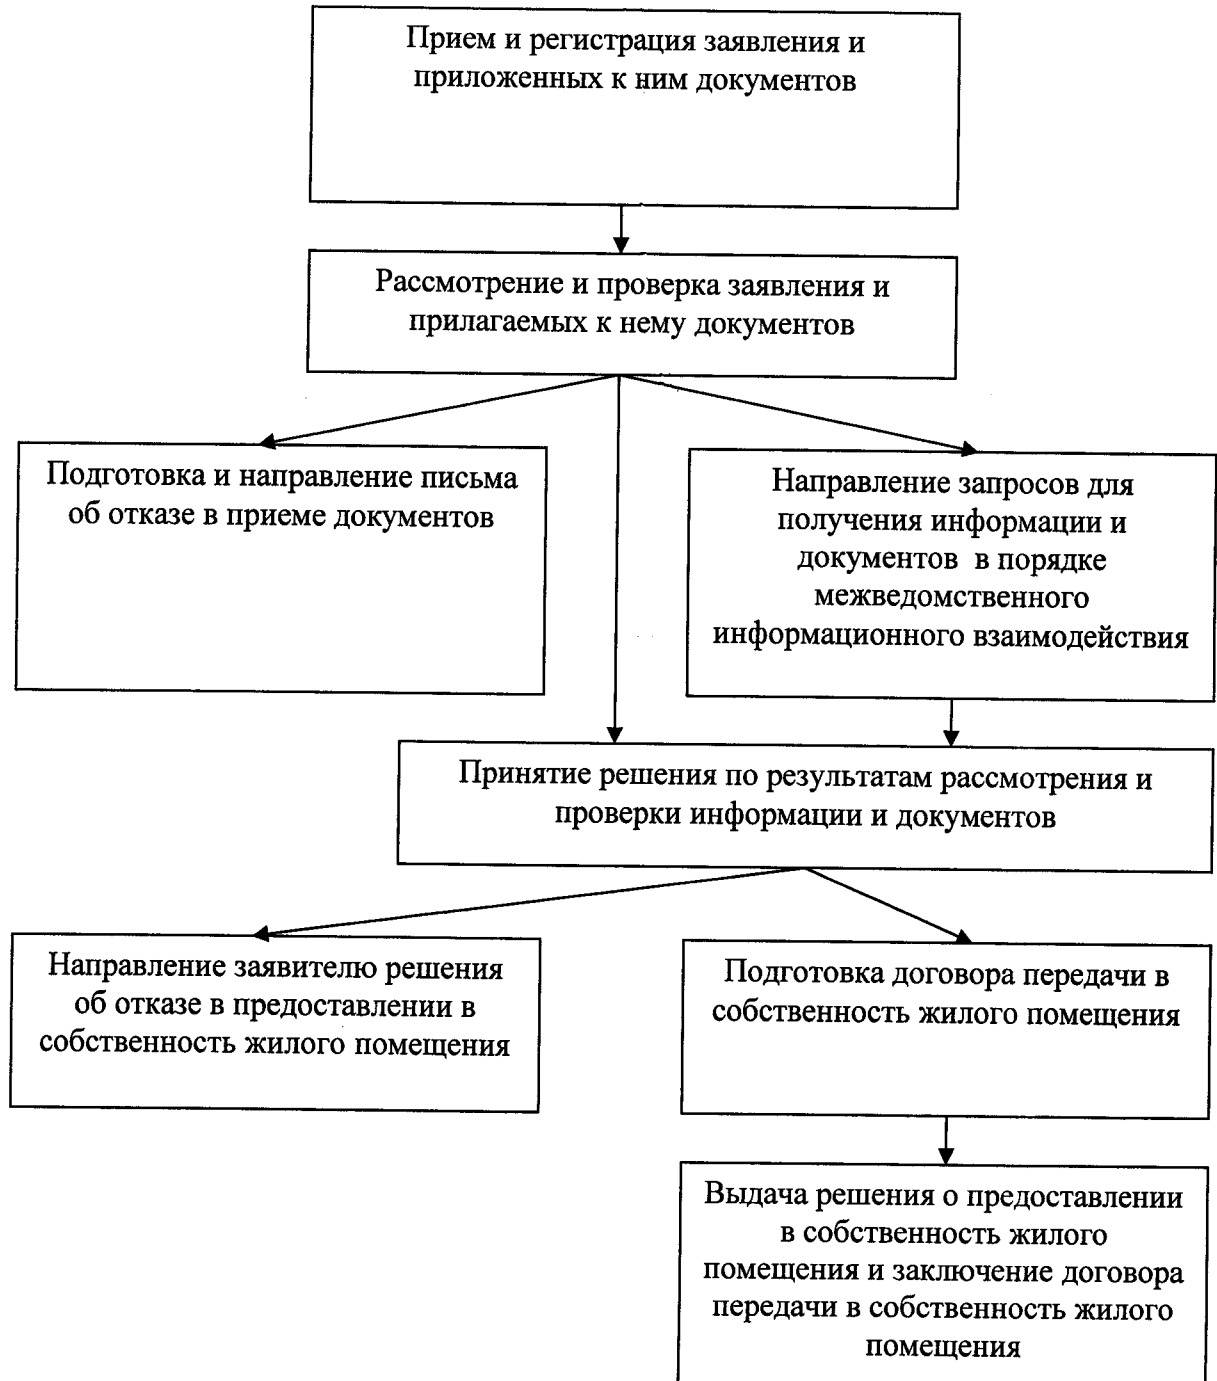 Прием и регистрация заявления и
приложенных к ним документов
Рассмотрение и проверка заявления и
прилагаемых к нему документов
Подготовка и направление письма
об отказе в приеме документов
Направление запросов для
получения информации и
документов в порядке
межведомственного
информационного взаимодействия
Принятие решения по результатам рассмотрения и
проверки информации и документов
Направление заявителю решения
об отказе в предоставлении в
собственность жилого помещения
Подготовка договора передачи в
собственность жилого помещения
Выдача решения о предоставлении
в собственность жилого
помещения и заключение договора
передачи в собственность жилого
помещения